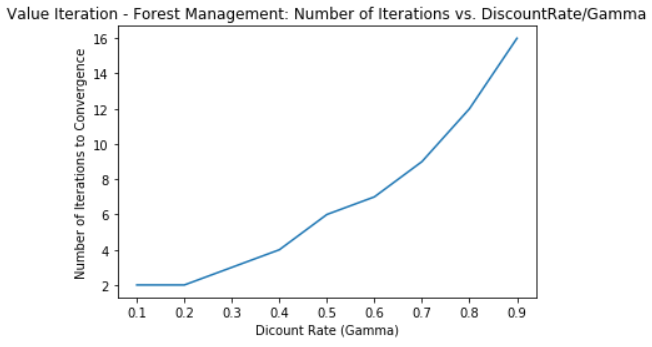 Value Iteration - Forest Management: Number of Iterations vs. DiscountRate/Gamma
Number of Iterations to Convergence
16
14
12
10
8
6
4
2
0.1 0.2 0.3 0.4 0.5 0.6 0.7 0.8 0.9
Dicount Rate (Gamma)